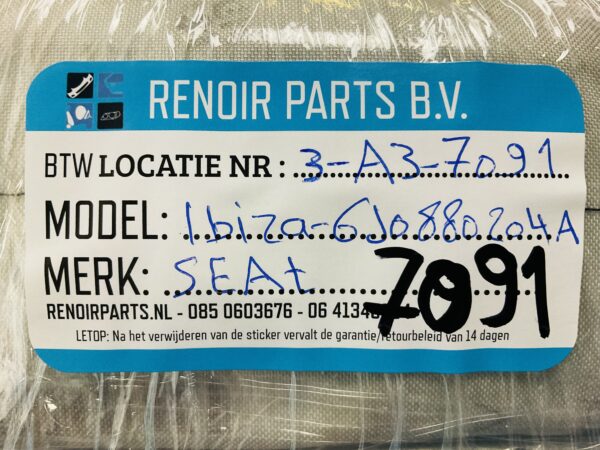 RENOIR PARTS B.V.
BTW LOCATIE NR : 3-A3-7091
MODEL: Ibiza-6J0880204A
MERK: SEAt
RENOIRPARTS.NL - 085 0603676 - 06 4134
7091
LETOP: Na het verwijderen van de sticker vervalt de garantie/retourbeleid van 14 dagen